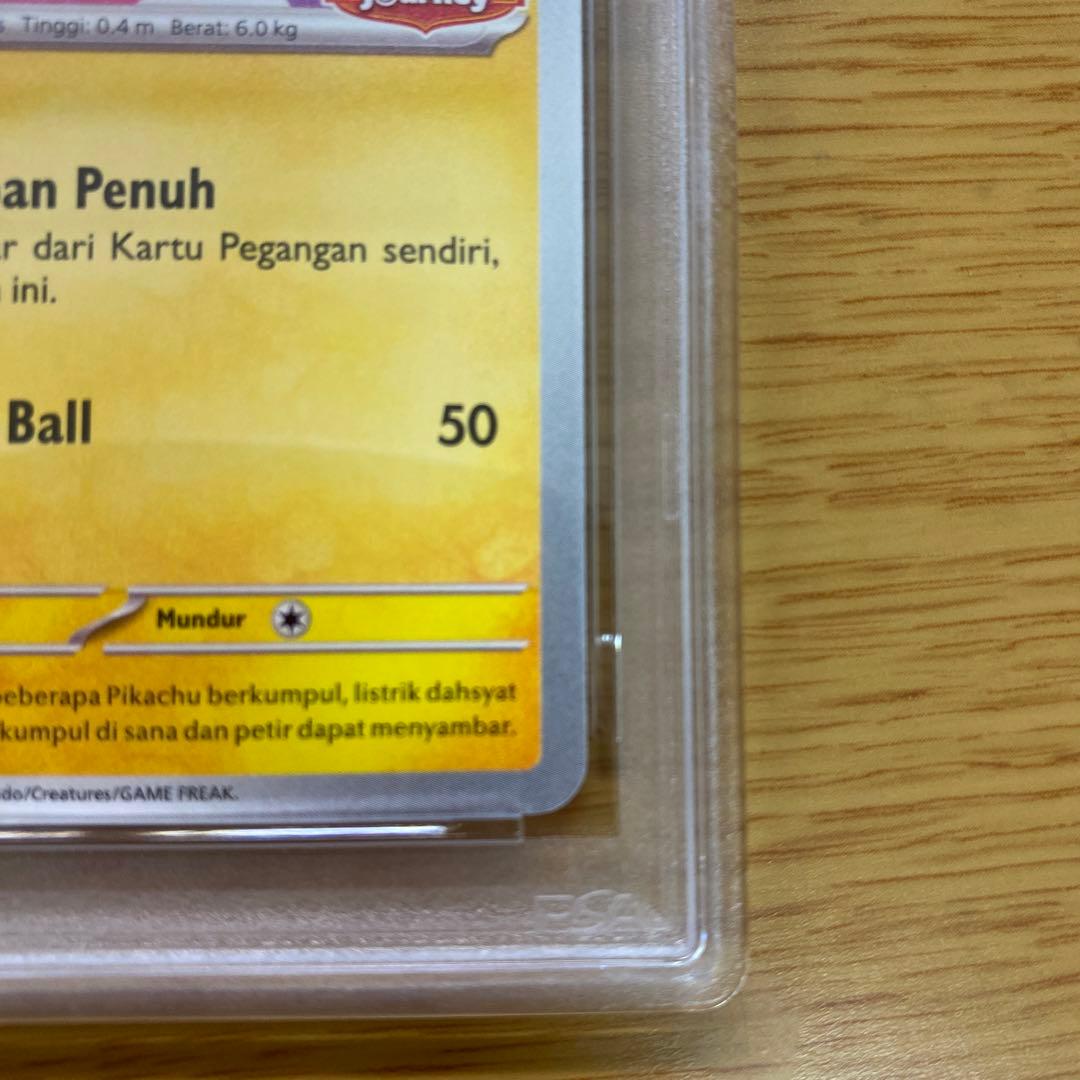 Journey
Tinggi: 0.4 m Berat: 6.0 kg
Penuh
dari Kartu Pegangan sendiri,
ini.
Ball 50
Mundur
beberapa Pikachu berkumpul, listrik dahsyat
kumpul di sana dan petir dapat menyambar.
do/Creatures/GAME FREAK.
PSA